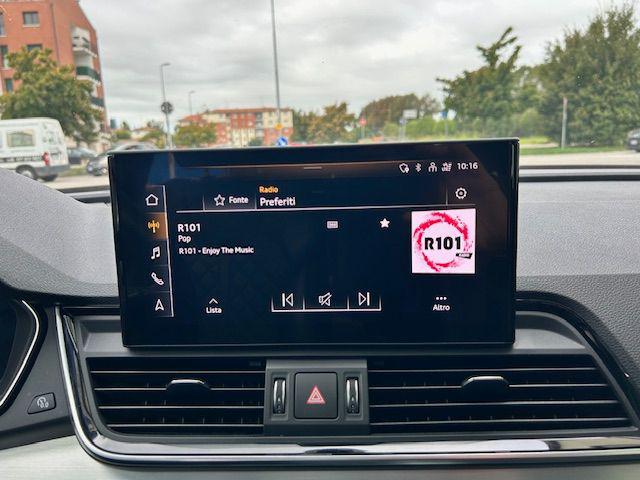 10:16
Fonte
Radio
Preferiti
R101
Pop
R101 - Enjoy The Music
R101
Lista
Altro